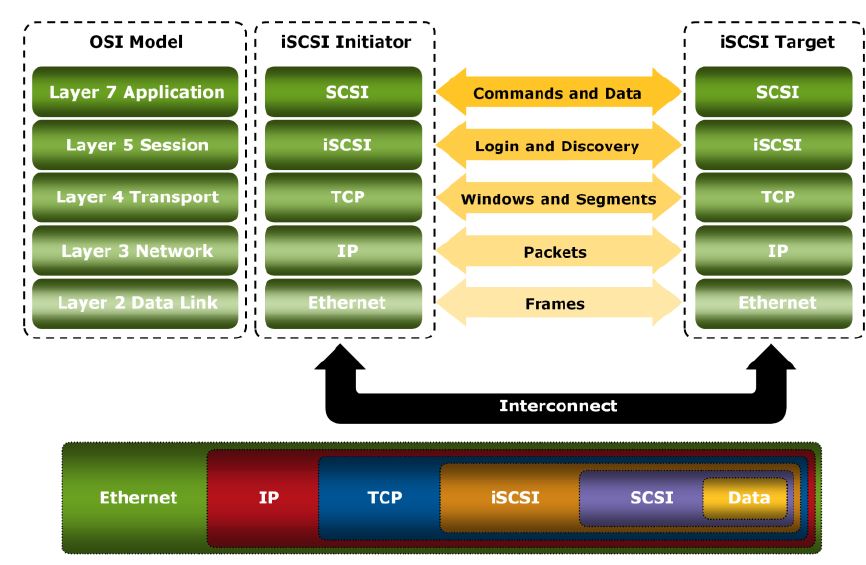 OSI Model
iSCSI Initiator
iSCSI Target
Layer 7 Application
SCSI
Commands and Data
SCSI
Layer 5 Session
iSCSI
Login and Discovery
iSCSI
Layer 4 Transport
TCP
Windows and Segments
TCP
Layer 3 Network
IP
Packets
IP
Layer 2 Data Link
Ethernet
Frames
Ethernet
Interconnect
Ethernet
IP
TCP
iSCSI
SCSI
Data